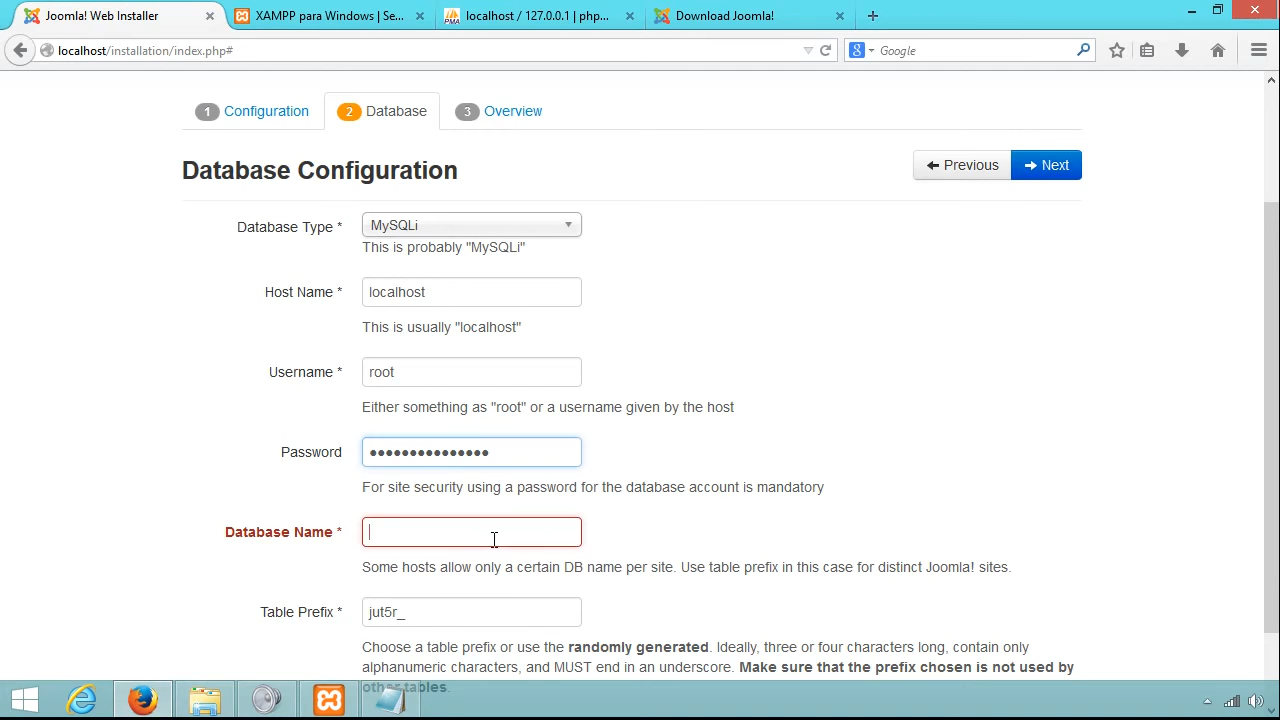 Joomla! Web Installer
XAMPP para Windows | Se...
localhost / 127.0.0.1 | php...
Download Joomla!
localhost/installation/index.php#
Google
1 Configuration
2 Database
3 Overview
Database Configuration
Previous
Next
Database Type *
MySQLi
This is probably "MySQLi"
Host Name *
localhost
This is usually "localhost"
Username *
root
Either something as "root" or a username given by the host
Password
•••••••••••••••
For site security using a password for the database account is mandatory
Database Name *
Some hosts allow only a certain DB name per site. Use table prefix in this case for distinct Joomla! sites.
Table Prefix *
jut5r_
Choose a table prefix or use the randomly generated. Ideally, three or four characters long, contain only
alphanumeric characters, and MUST end in an underscore. Make sure that the prefix chosen is not used by
other tables.